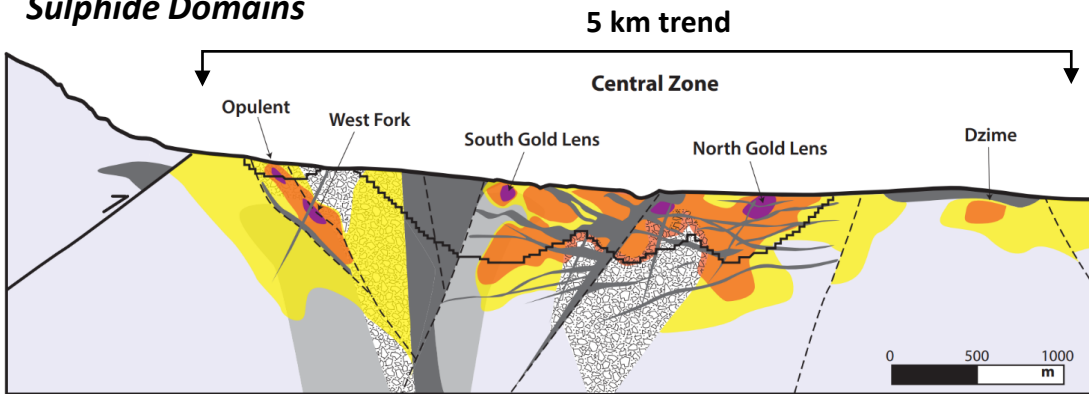 Sulphide Domains
5 km trend
Central Zone
Opulent
West Fork
South Gold Lens
North Gold Lens
Dzime
0 500 1000
m